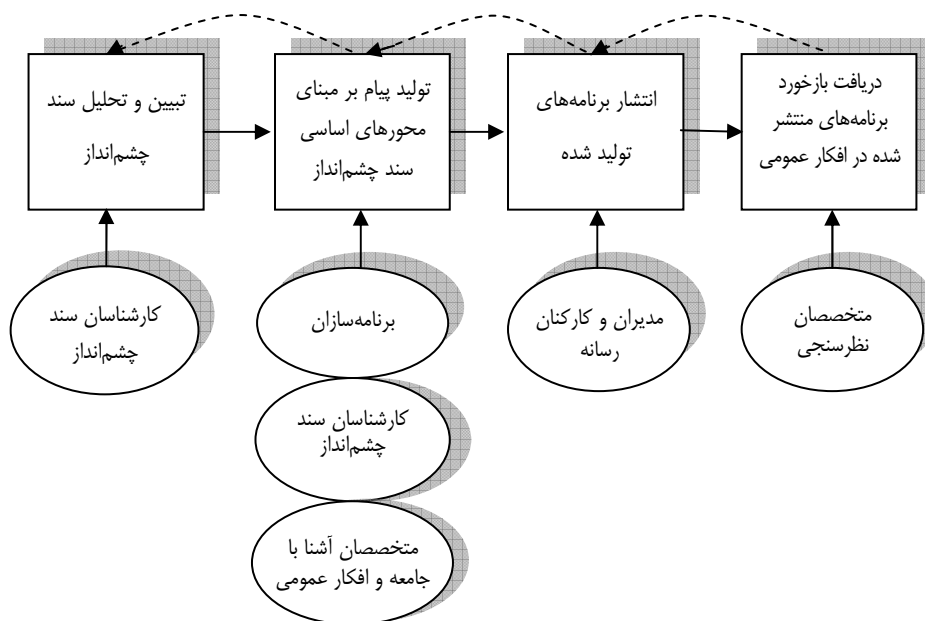 تبیین و تحلیل سند
چشم‌انداز
تولید پیام بر مبنای
محورهای اساسی
سند چشم‌انداز
انتشار برنامه‌های
تولید شده
دریافت بازخورد
برنامه‌های منتشر
شده در افکار عمومی
کارشناسان سند
چشم‌انداز
برنامه‌سازان
مدیران و کارکنان
رسانه
متخصصان
نظرسنجی
کارشناسان سند
چشم‌انداز
متخصصان آشنا با
جامعه و افکار عمومی